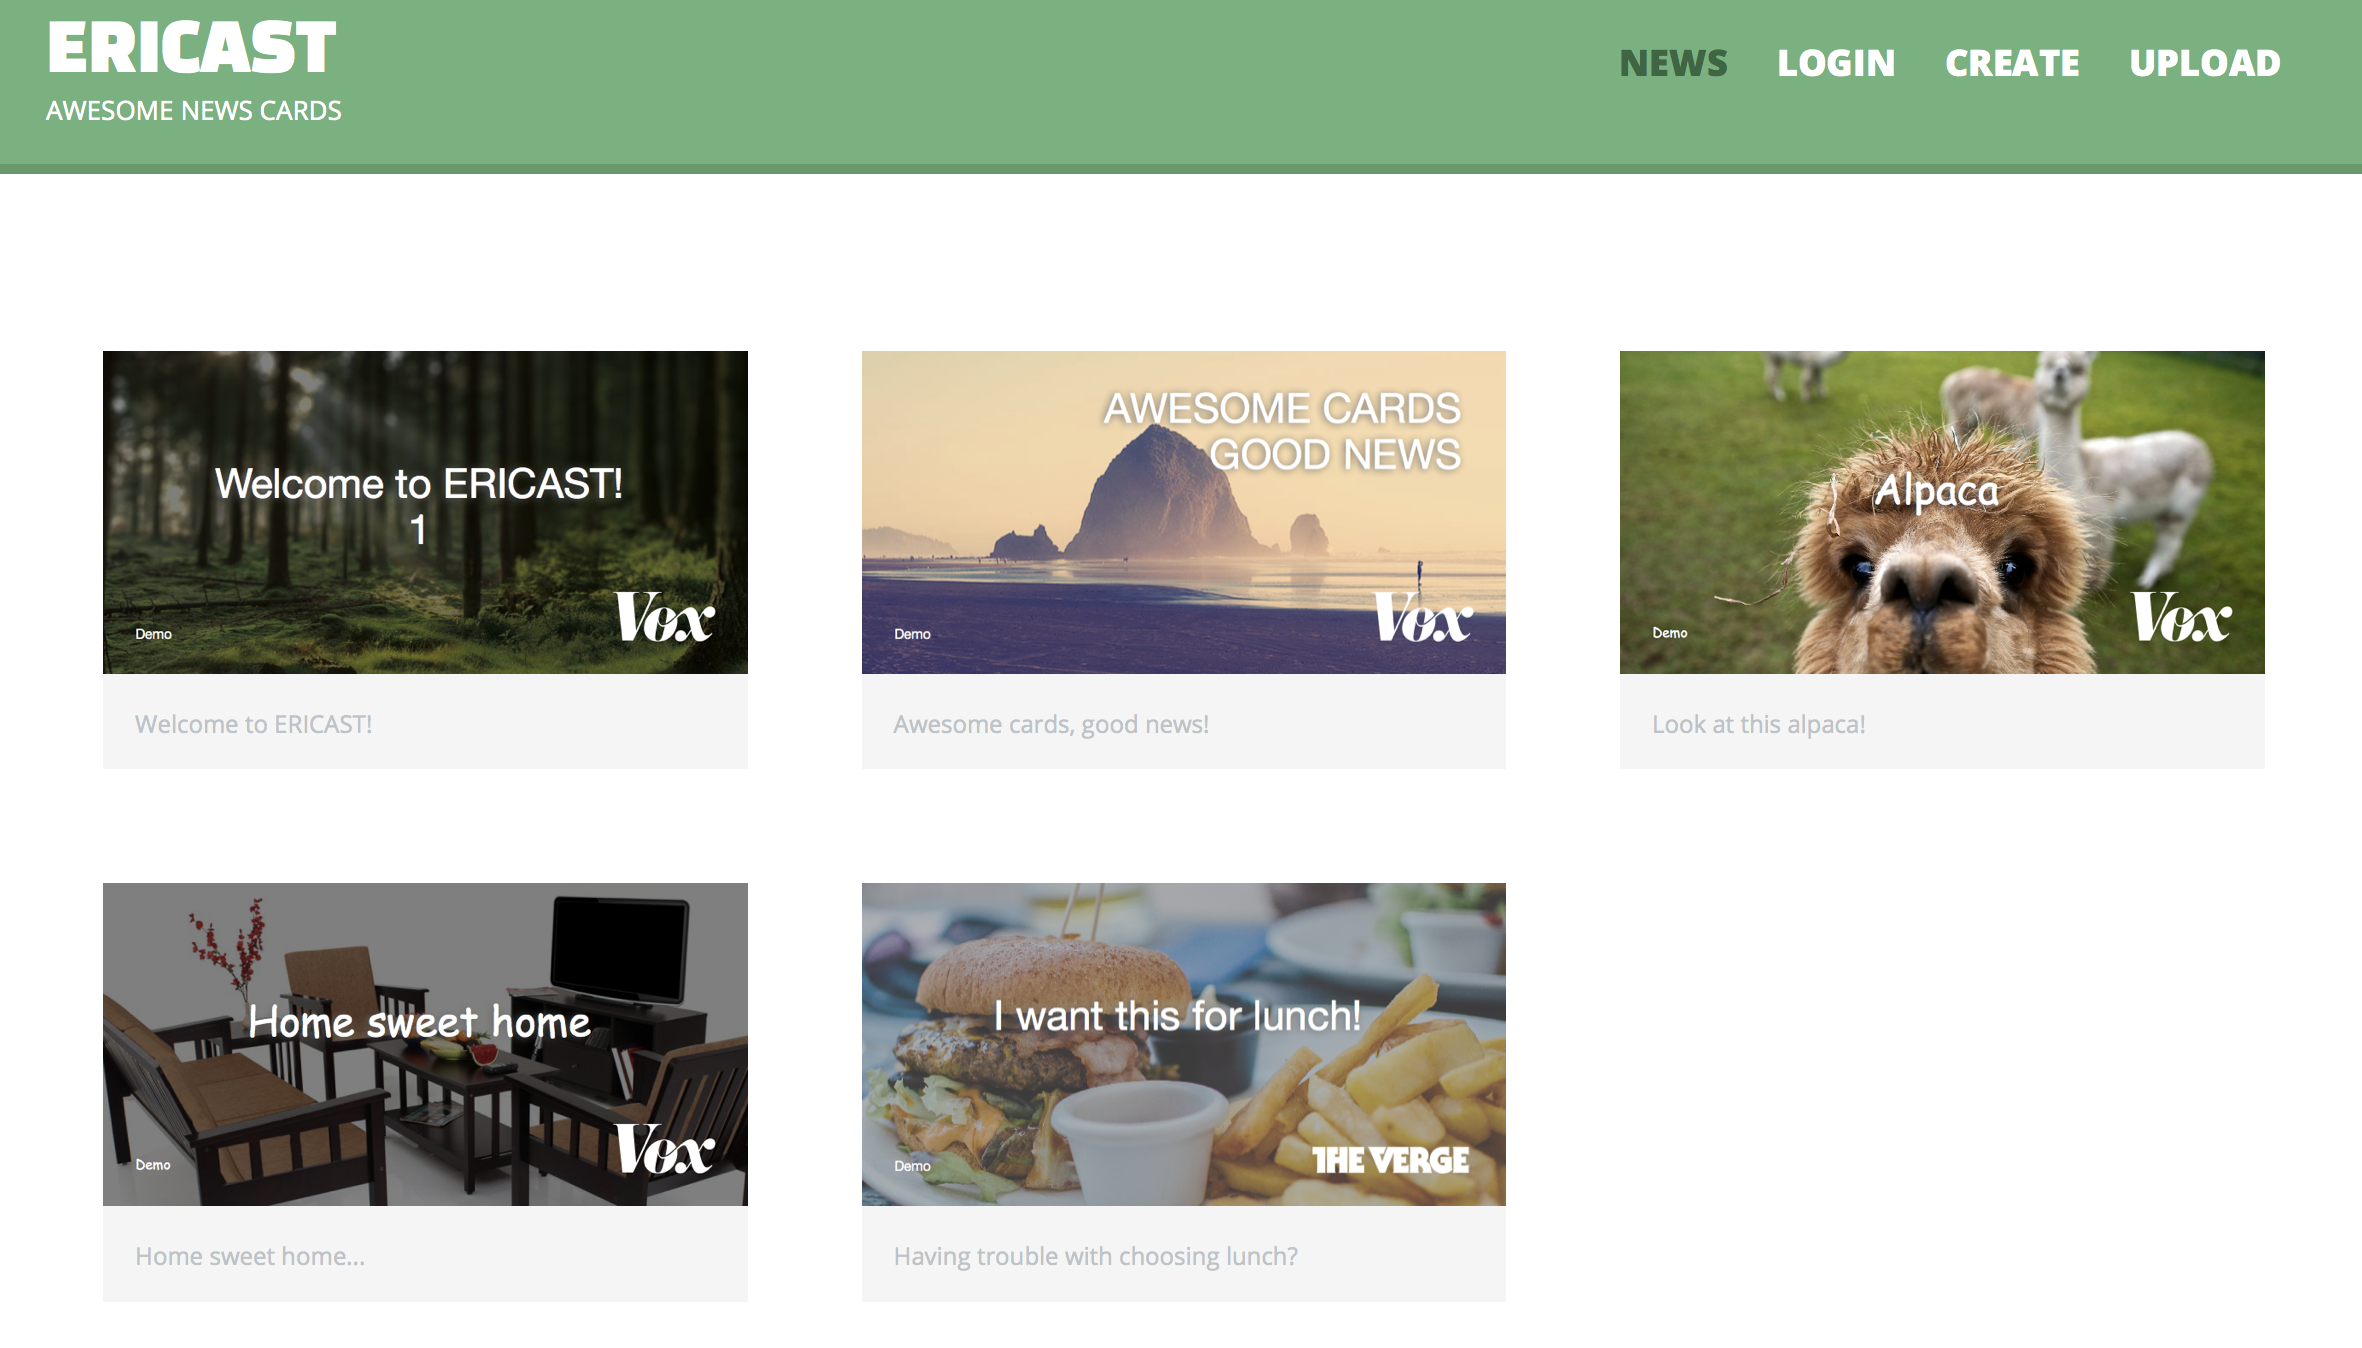 ERICAST
AWESOME NEWS CARDS
NEWS LOGIN CREATE UPLOAD
Welcome to ERICAST!
1
Demo
Vox
Welcome to ERICAST!
AWESOME CARDS
GOOD NEWS
Demo
Vox
Awesome cards, good news!
Alpaca
Demo
Vox
Look at this alpaca!
Home sweet home
Demo
Vox
Home sweet home...
I want this for lunch!
Demo
THE VERGE
Having trouble with choosing lunch?